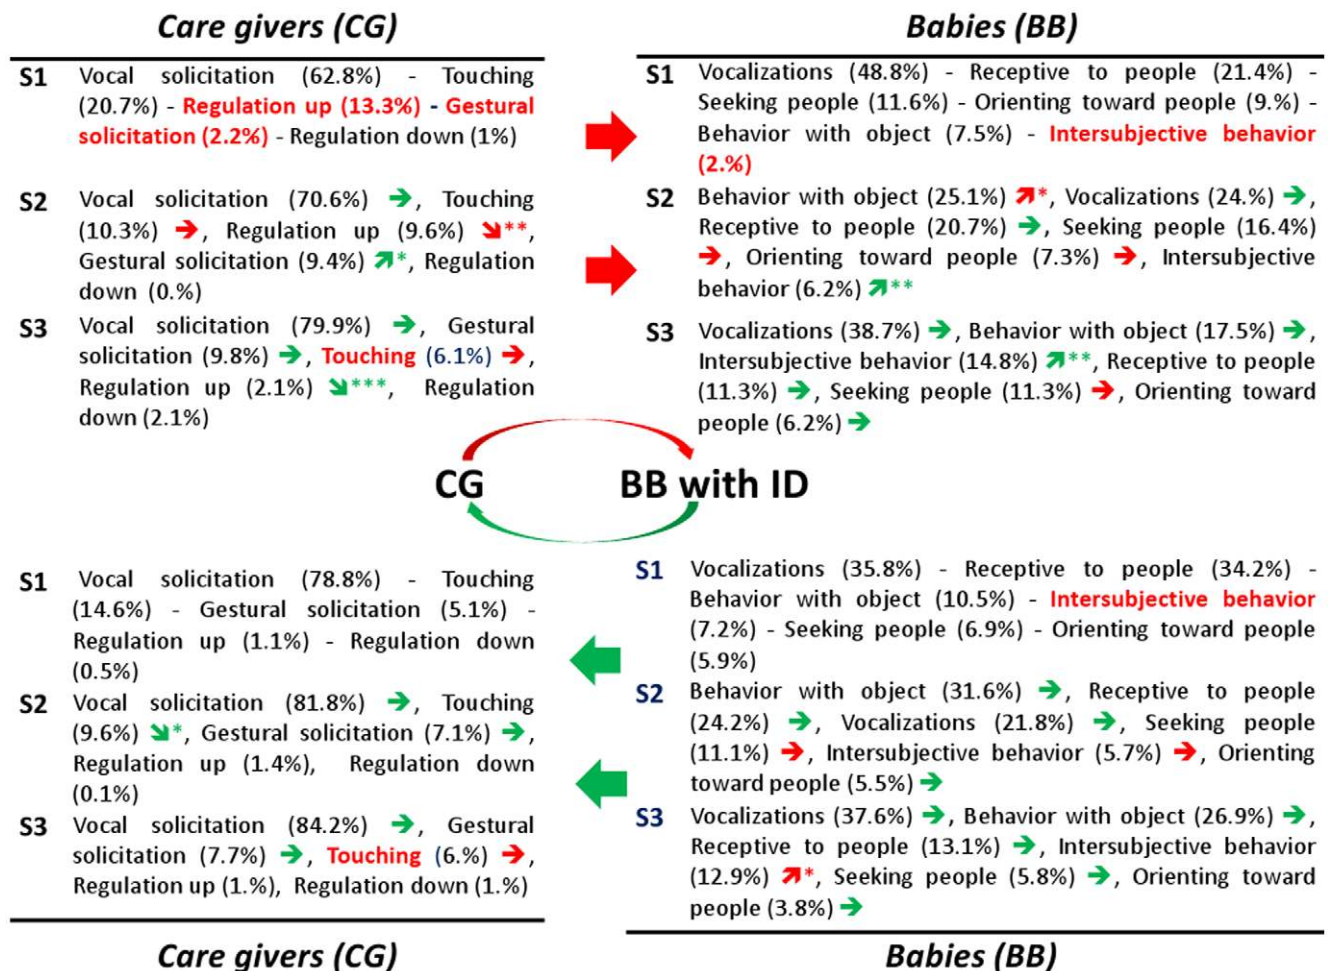 Care givers (CG)
S1 Vocal solicitation (62.8%) - Touching
(20.7%) - Regulation up (13.3%) - Gestural
solicitation (2.2%) - Regulation down (1%)
S2 Vocal solicitation (70.6%) ➔, Touching
(10.3%) ➔, Regulation up (9.6%) ➘**,
Gestural solicitation (9.4%) ➚*, Regulation
down (0.%)
S3 Vocal solicitation (79.9%) ➔, Gestural
solicitation (9.8%) ➔, Touching (6.1%) ➔,
Regulation up (2.1%) ➘***, Regulation
down (2.1%)
Babies (BB)
S1 Vocalizations (48.8%) - Receptive to people (21.4%) -
Seeking people (11.6%) - Orienting toward people (9.%) -
Behavior with object (7.5%) - Intersubjective behavior
(2.%)
S2 Behavior with object (25.1%) ➚*, Vocalizations (24.%) ➔,
Receptive to people (20.7%) ➔, Seeking people (16.4%)
➔, Orienting toward people (7.3%) ➔, Intersubjective
behavior (6.2%) ➚**
S3 Vocalizations (38.7%) ➔, Behavior with object (17.5%) ➔,
Intersubjective behavior (14.8%) ➚**, Receptive to people
(11.3%) ➔, Seeking people (11.3%) ➔, Orienting toward
people (6.2%) ➔
CG BB with ID
S1 Vocal solicitation (78.8%) - Touching
(14.6%) - Gestural solicitation (5.1%) -
Regulation up (1.1%) - Regulation down
(0.5%)
S2 Vocal solicitation (81.8%) ➔, Touching
(9.6%) ➘*, Gestural solicitation (7.1%) ➔,
Regulation up (1.4%), Regulation down
(0.1%)
S3 Vocal solicitation (84.2%) ➔, Gestural
solicitation (7.7%) ➔, Touching (6.%) ➔,
Regulation up (1.%), Regulation down (1.%)
Care givers (CG)
S1 Vocalizations (35.8%) - Receptive to people (34.2%) -
Behavior with object (10.5%) - Intersubjective behavior
(7.2%) - Seeking people (6.9%) - Orienting toward people
(5.9%)
S2 Behavior with object (31.6%) ➔, Receptive to people
(24.2%) ➔, Vocalizations (21.8%) ➔, Seeking people
(11.1%) ➔, Intersubjective behavior (5.7%) ➔, Orienting
toward people (5.5%) ➔
S3 Vocalizations (37.6%) ➔, Behavior with object (26.9%) ➔,
Receptive to people (13.1%) ➔, Intersubjective behavior
(12.9%) ➚*, Seeking people (5.8%) ➔, Orienting toward
people (3.8%) ➔
Babies (BB)